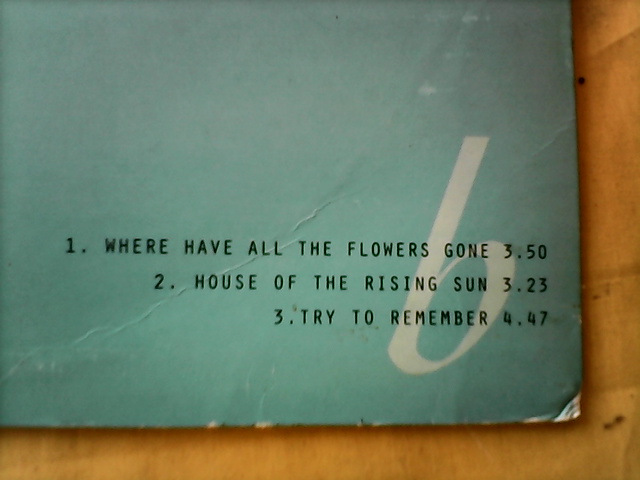 b
1. WHERE HAVE ALL THE FLOWERS GONE 3.50
2. HOUSE OF THE RISING SUN 3.23
3.TRY TO REMEMBER 4.47